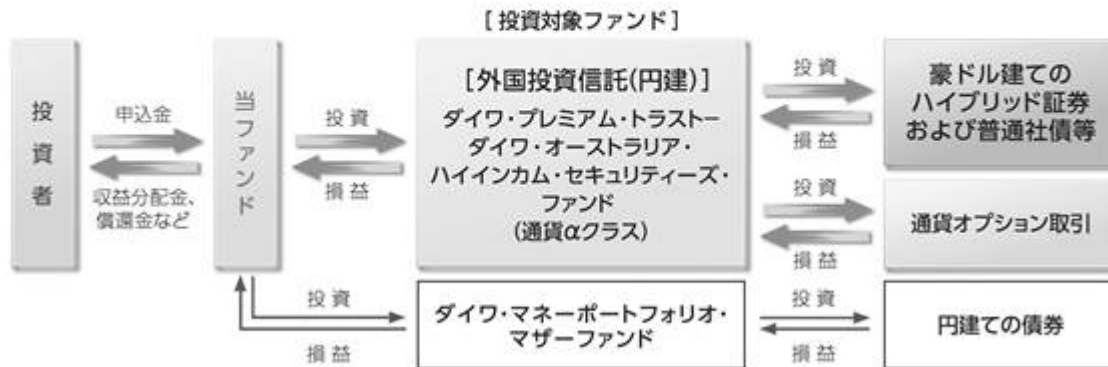 [ 投資対象ファンド ]
投資者
申込金
収益分配金、
償還金など
当ファンド
投資
損益
[外国投資信託(円建)]
ダイワ・プレミアム・トラスト－
ダイワ・オーストラリア・
ハイインカム・セキュリティーズ・
ファンド
(通貨αクラス)
投資
損益
豪ドル建ての
ハイブリッド証券
および普通社債等
投資
損益
通貨オプション取引
投資
損益
ダイワ・マネーポートフォリオ・
マザーファンド
投資
損益
円建ての債券